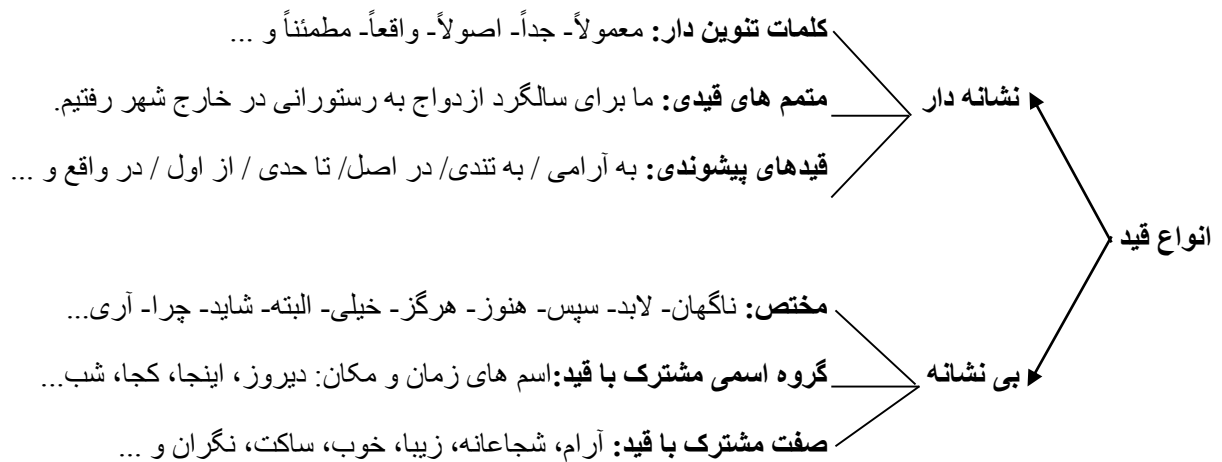 کلمات تنوین دار: معمولاً- جداً- اصولاً- واقعاً- مطمئناً و ...
نشانه دار
متمم های قیدی: ما برای سالگرد ازدواج به رستورانی در خارج شهر رفتیم.
قیدهای پیشوندی: به آرامی / به تندی/ در اصل/ تا حدی / از اول / در واقع و ...
انواع قید
مختص: ناگهان- لابد- سپس- هنوز- هرگز- خیلی- البته- شاید- چرا- آری...
بی نشانه
گروه اسمی مشترک با قید:اسم های زمان و مکان: دیروز، اینجا، کجا، شب...
صفت مشترک با قید: آرام، شجاعانه، زیبا، خوب، ساکت، نگران و ...